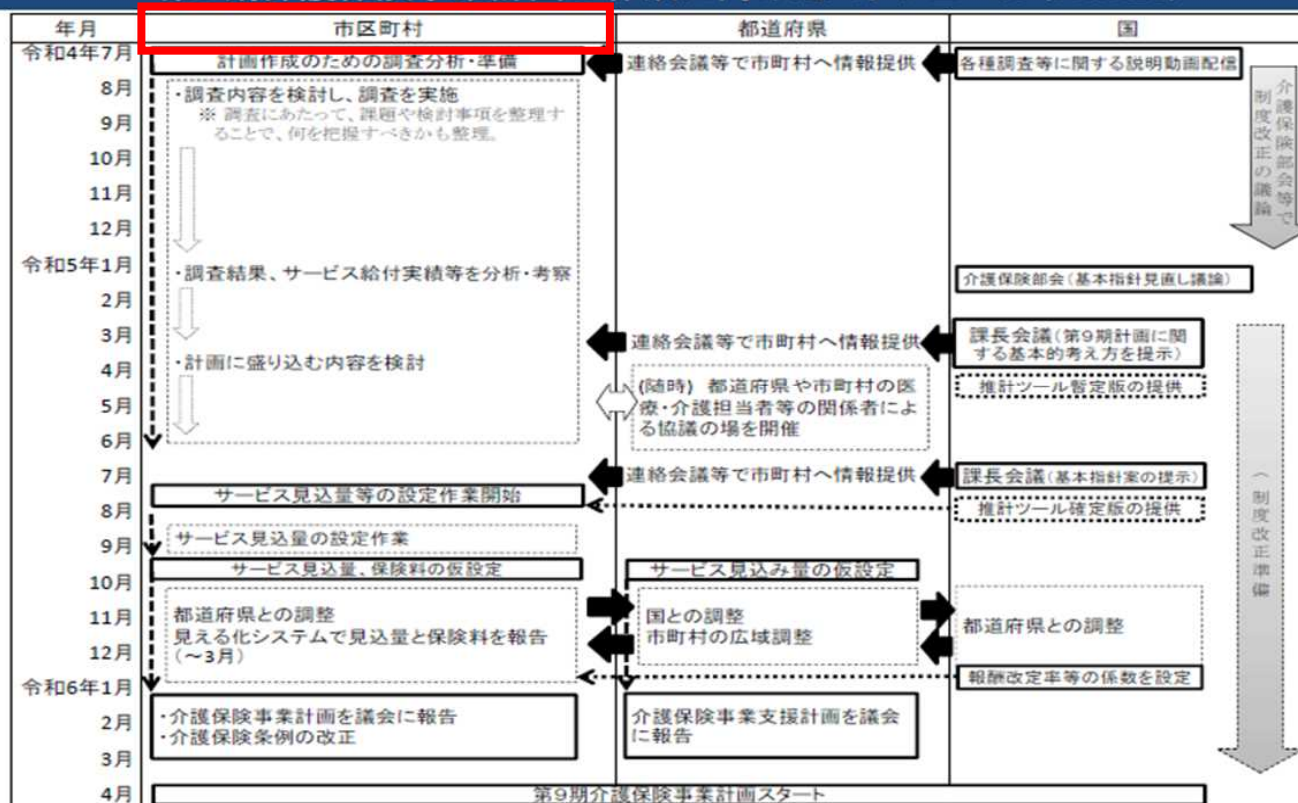 年月
市区町村
都道府県
国
令和4年7月
計画作成のための調査分析・準備
連絡会議等で市町村へ情報提供
各種調査等に関する説明動画配信
8月
・調査内容を検討し、調査を実施
9月
※ 調査にあたって、課題や検討事項を整理す
ることで、何を把握すべきかも整理。
介護保険部会等で
制度改正の議論
10月
11月
12月
令和5年1月
・調査結果、サービス給付実績等を分析・考察
介護保険部会(基本指針見直し議論)
2月
3月
連絡会議等で市町村へ情報提供
課長会議(第9期計画に関
する基本的考え方を提示)
4月
・計画に盛り込む内容を検討
(随時) 都道府県や市町村の医
療・介護担当者等の関係者によ
る協議の場を開催
推計ツール暫定版の提供
5月
6月
7月
連絡会議等で市町村へ情報提供
課長会議(基本指針案の提示)
サービス見込量等の設定作業開始
8月
推計ツール確定版の提供
(制度改正準備
9月
サービス見込量の設定作業
サービス見込量、保険料の仮設定
サービス見込み量の仮設定
10月
11月
都道府県との調整
見える化システムで見込量と保険料を報告
(~3月)
国との調整
市町村の広域調整
都道府県との調整
12月
令和6年1月
報酬改定率等の係数を設定
2月
・介護保険事業計画を議会に報告
・介護保険条例の改正
介護保険事業支援計画を議会
に報告
3月
4月
第9期介護保険事業計画スタート